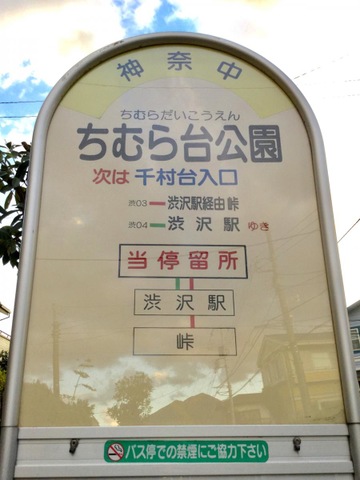 神奈中
ちむらだいこうえん
ちむら台公園
次は 千村台入口
渋03 渋沢駅経由 峠
渋04 渋沢駅 ゆき
当停留所
渋沢駅
峠
バス停での禁煙にご協力下さい